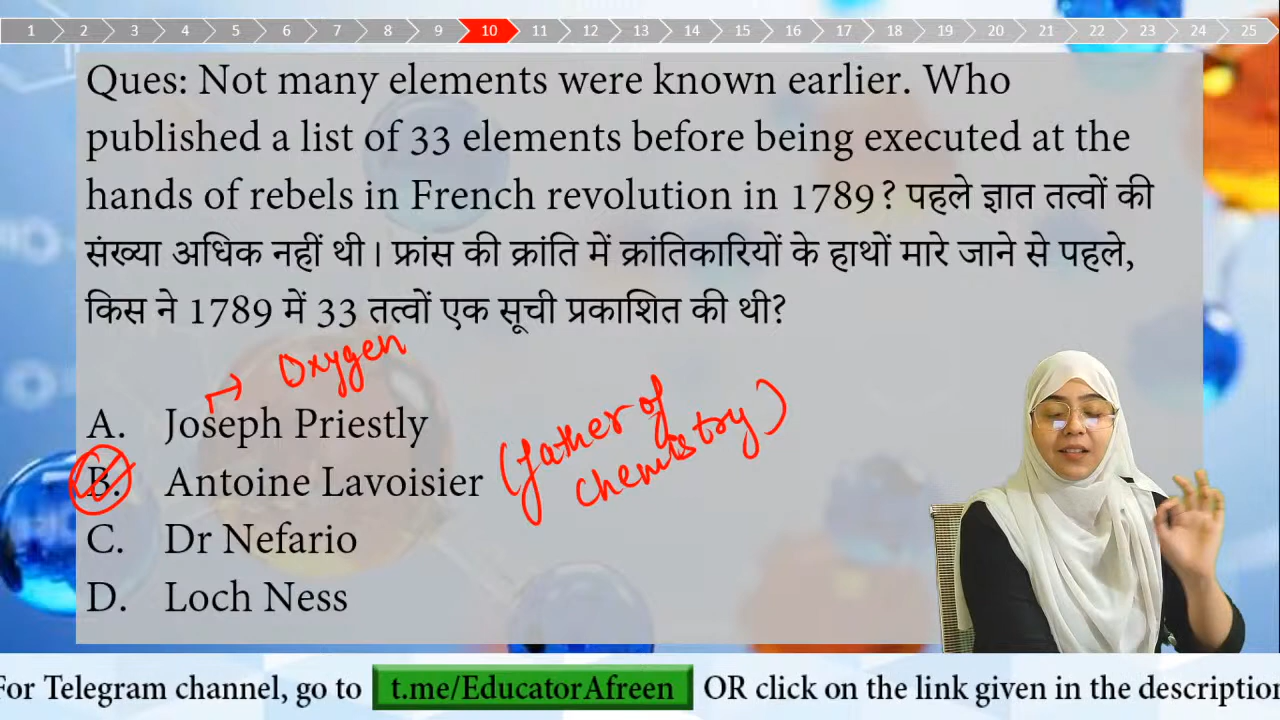 1 2 3 4 5 6 7 8 9 10 11 12 13 14 15 16 17 18 19 20 21 22 23 24 25
Ques: Not many elements were known earlier. Who
published a list of 33 elements before being executed at the
hands of rebels in French revolution in 1789? पहले ज्ञात तत्वों की
संख्या अधिक नहीं थी। फ्रांस की क्रांति में क्रांतिकारियों के हाथों मारे जाने से पहले,
किस ने 1789 में 33 तत्वों एक सूची प्रकाशित की थी?
Oxygen
A. Joseph Priestly
(father of
chemistry)
B. Antoine Lavoisier
C. Dr Nefario
D. Loch Ness
For Telegram channel, go to t.me/EducatorAfreen OR click on the link given in the description